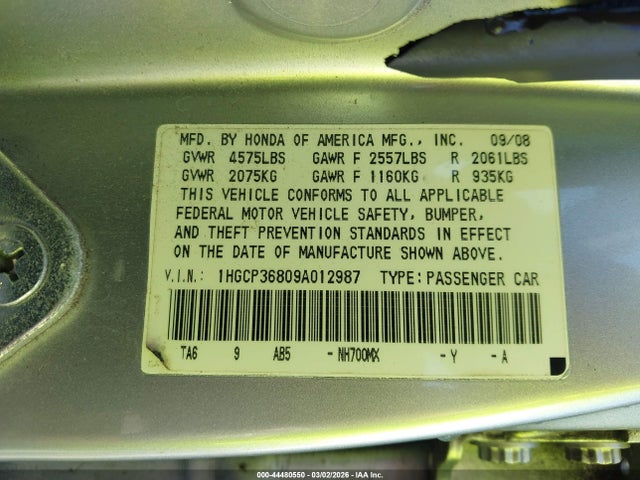 MFD. BY HONDA OF AMERICA MFG., INC. 09/08
GVWR 4575LBS GAWR F 2557LBS R 2061LBS
GVWR 2075KG GAWR F 1160KG R 935KG
THIS VEHICLE CONFORMS TO ALL APPLICABLE
FEDERAL MOTOR VEHICLE SAFETY, BUMPER,
AND THEFT PREVENTION STANDARDS IN EFFECT
ON THE DATE OF MANUFACTURE SHOWN ABOVE.
V.I.N.: 1HGCP36809A012987 TYPE: PASSENGER CAR
TA6 9 AB5 - NH700MX - Y - A
000-44480550 - 03/02/2026 - IAA Inc.